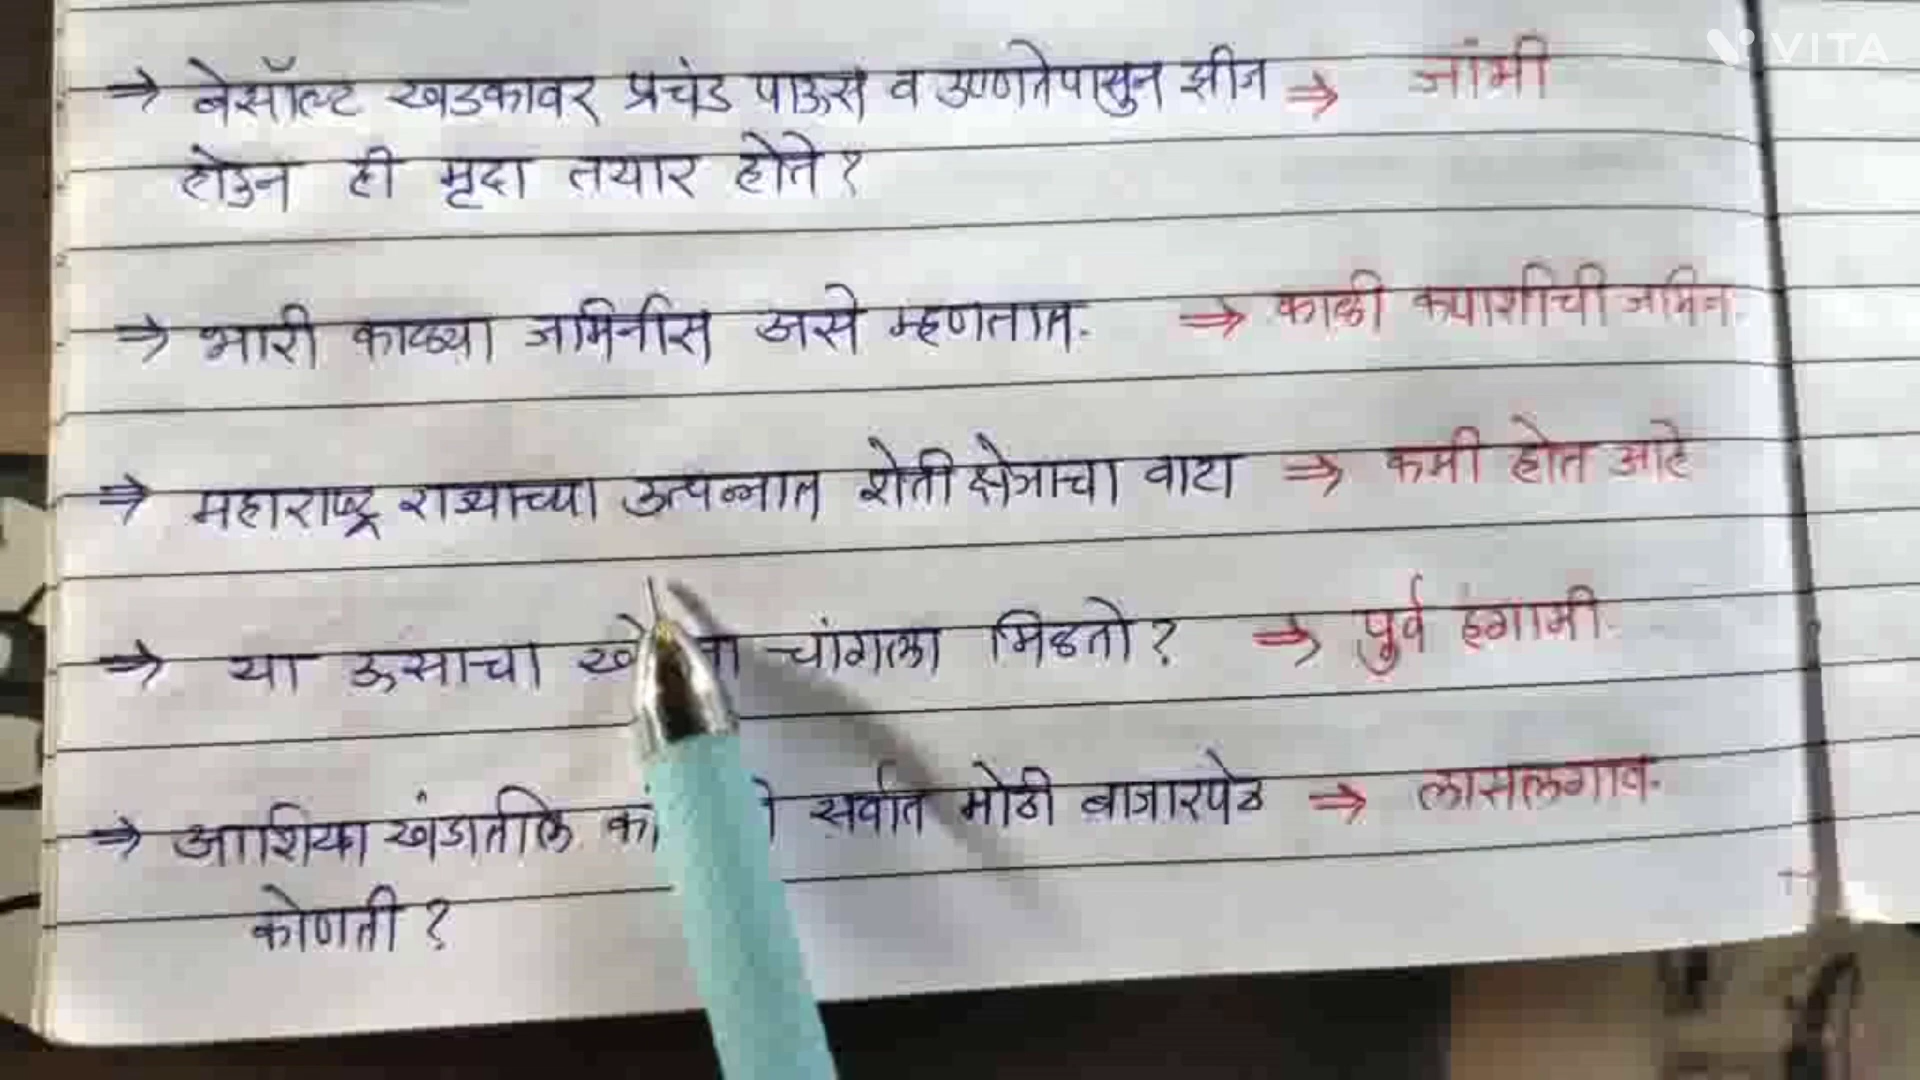 VITA
⇒ बेसॉल्ट खडकावर प्रचंड पाऊस व उष्णतेपासुन झीज ⇒ जांभी
होउन ही मृदा तयार होते?
⇒ भारी काळ्या जमिनीस असे म्हणतात. ⇒ काळी कपाशीची जमिन.
⇒ महाराष्ट्र राज्याच्या उत्पन्नात शेती क्षेत्राचा वाटा ⇒ कमी होत आहे
⇒ या ऊसाचा चांगला मिळतो? ⇒ पुर्व हंगामी.
⇒ आशिया खंडातील सर्वात मोठी बाजारपेठ ⇒ लासलगाव.
कोणती?